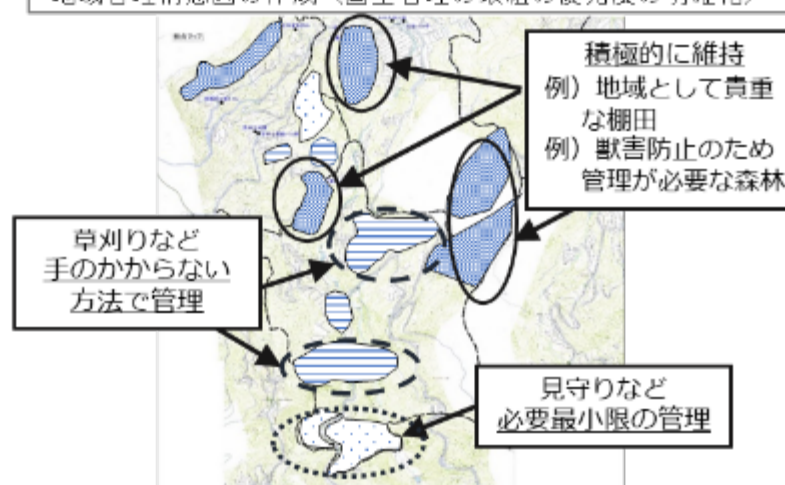 積極的に維持
例）地域として貴重
な棚田
例）獣害防止のため
管理が必要な森林
草刈りなど
手のかからない
方法で管理
見守りなど
必要最小限の管理